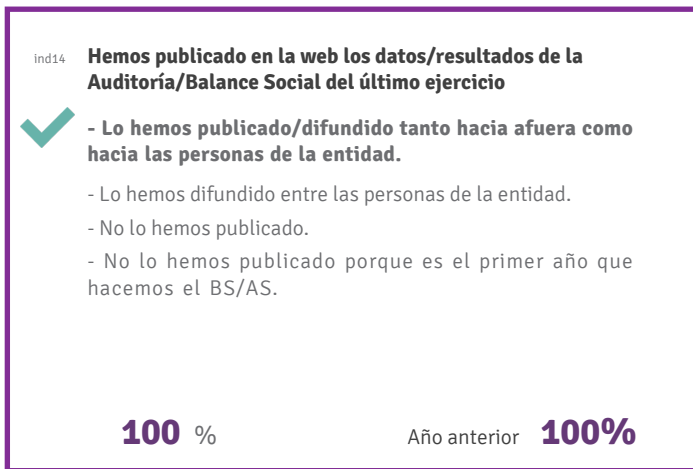 ind14 Hemos publicado en la web los datos/resultados de la
Auditoría/Balance Social del último ejercicio
- Lo hemos publicado/difundido tanto hacia afuera como
hacia las personas de la entidad.
- Lo hemos difundido entre las personas de la entidad.
- No lo hemos publicado.
- No lo hemos publicado porque es el primer año que
hacemos el BS/AS.
100 % Año anterior 100%